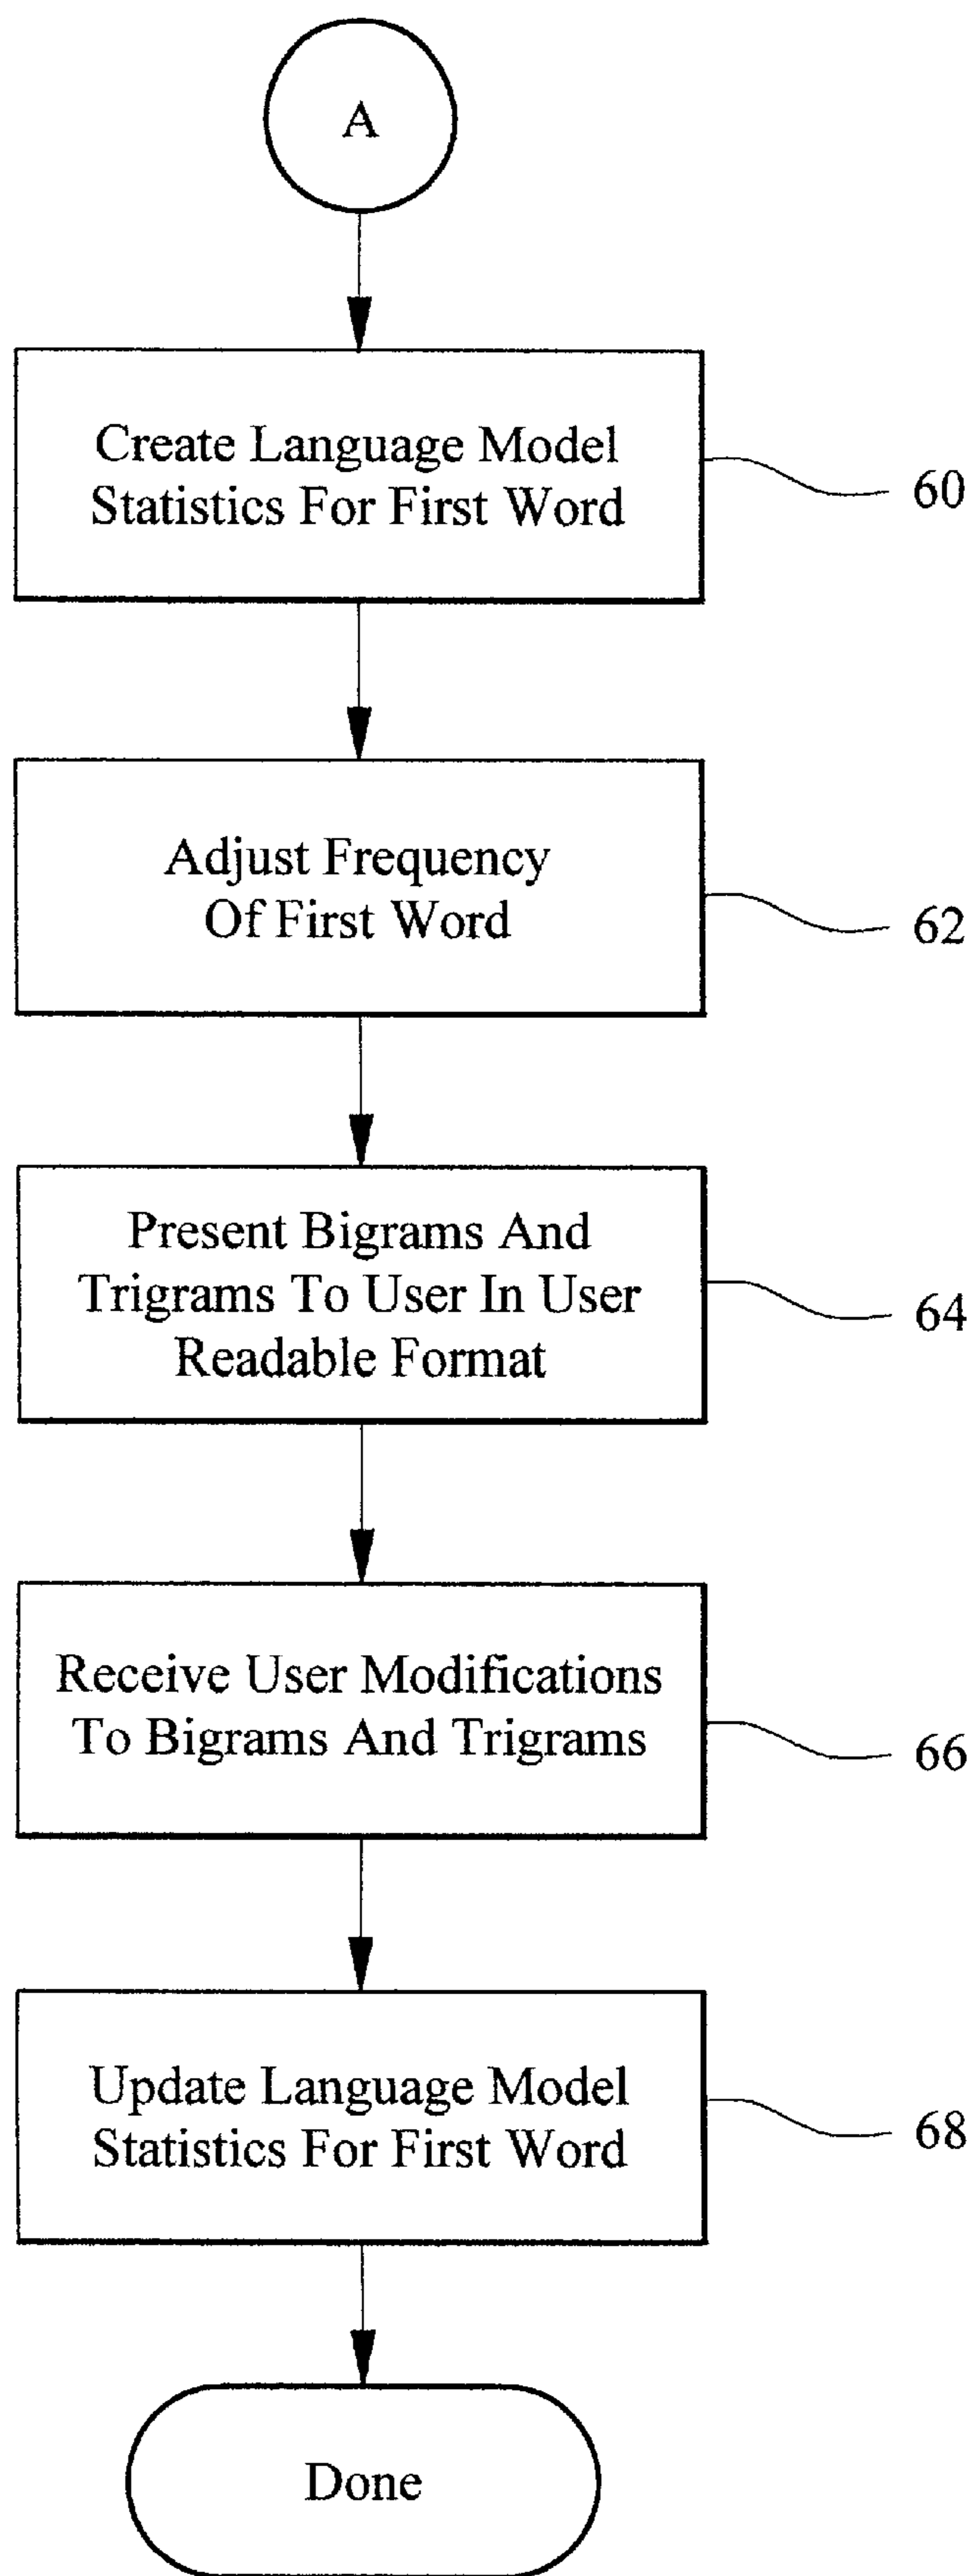 A
Create Language Model
Statistics For First Word
60
Adjust Frequency
Of First Word
62
Present Bigrams And
Trigrams To User In User
Readable Format
64
Receive User Modifications
To Bigrams And Trigrams
66
Update Language Model
Statistics For First Word
68
Done